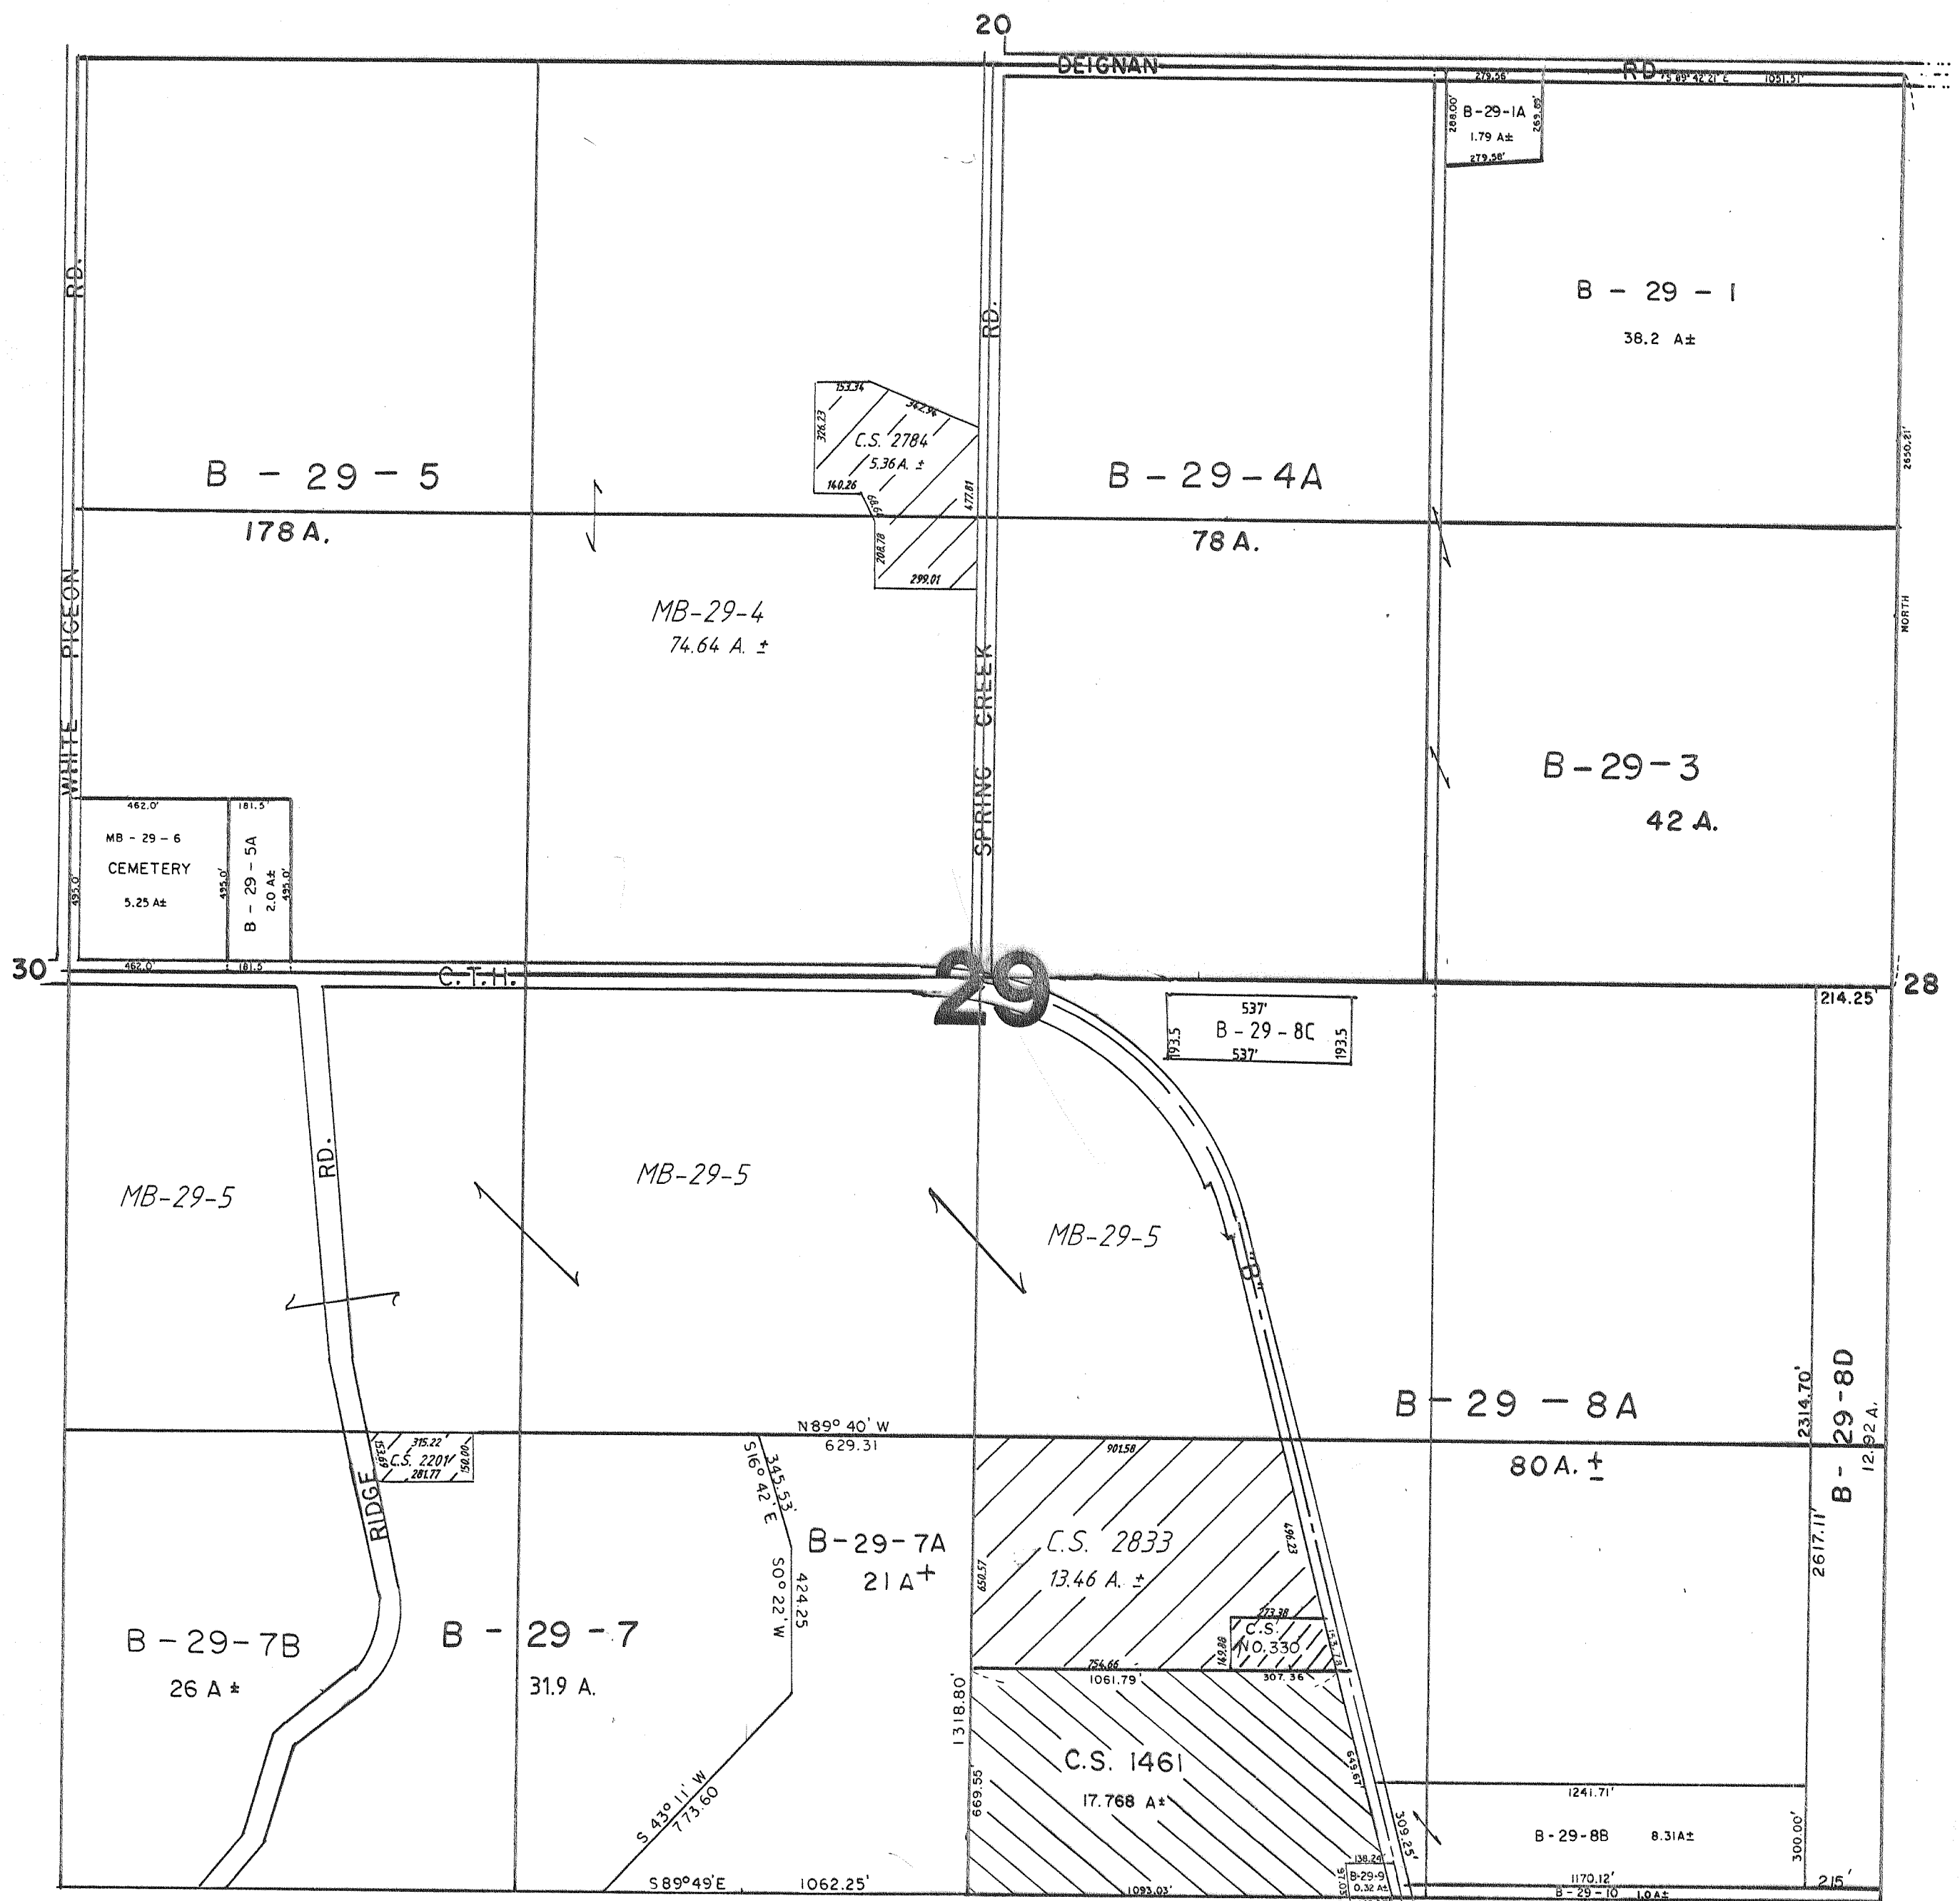 20
DEIGNAN RD.
279.56'
S 89° 42' 21" E
1051.51'
288.00'
B-29-1A
269.89'
1.79 A±
279.58'
RD.
RD.
B - 29 - 1
38.2 A±
153.34
342.94
326.23
C.S. 2784
5.36 A. ±
140.26
68.97
477.81
208.78
299.01
2650.21'
NORTH
B - 29 - 5
178 A.
B - 29 - 4A
78 A.
MB-29-4
74.64 A. ±
WHITE PIGEON
SPRING CREEK
B - 29 - 3
42 A.
462.0'
181.5'
MB - 29 - 6
CEMETERY
5.25 A±
495.0'
495.0'
B - 29 - 5A
2.0 A±
495.0'
462.0'
181.5'
30
C.T.H.
29
28
214.25'
537'
B - 29 - 8C
193.5
193.5
537'
RD.
MB-29-5
MB-29-5
MB-29-5
"B"
B - 29 - 8A
80 A. ±
2314.70'
B - 29-8D
12.92 A.
2617.11'
N 89° 40' W
629.31
315.22'
C.S. 2201
281.77
150.00'
RIDGE
345.53'
S16° 42' E
901.58
B - 29 - 7A
21 A±
C.S. 2833
13.46 A. ±
496.23
650.57
S0° 22' W
424.25
273.38
C.S.
NO. 330
149.88
153.78
754.66
307.36
1061.79'
B - 29 - 7B
26 A ±
B - 29 - 7
31.9 A.
1318.80'
C.S. 1461
17.768 A±
669.55'
649.67'
S 43° 11' W
773.60
1241.71'
309.25'
B - 29 - 8B
8.31A±
300.00'
138.24'
B-29-9
0.32 A±
97.05'
S89°49'E
1062.25'
1093.03'
1170.12'
215'
B - 29 - 10
1.0 A±